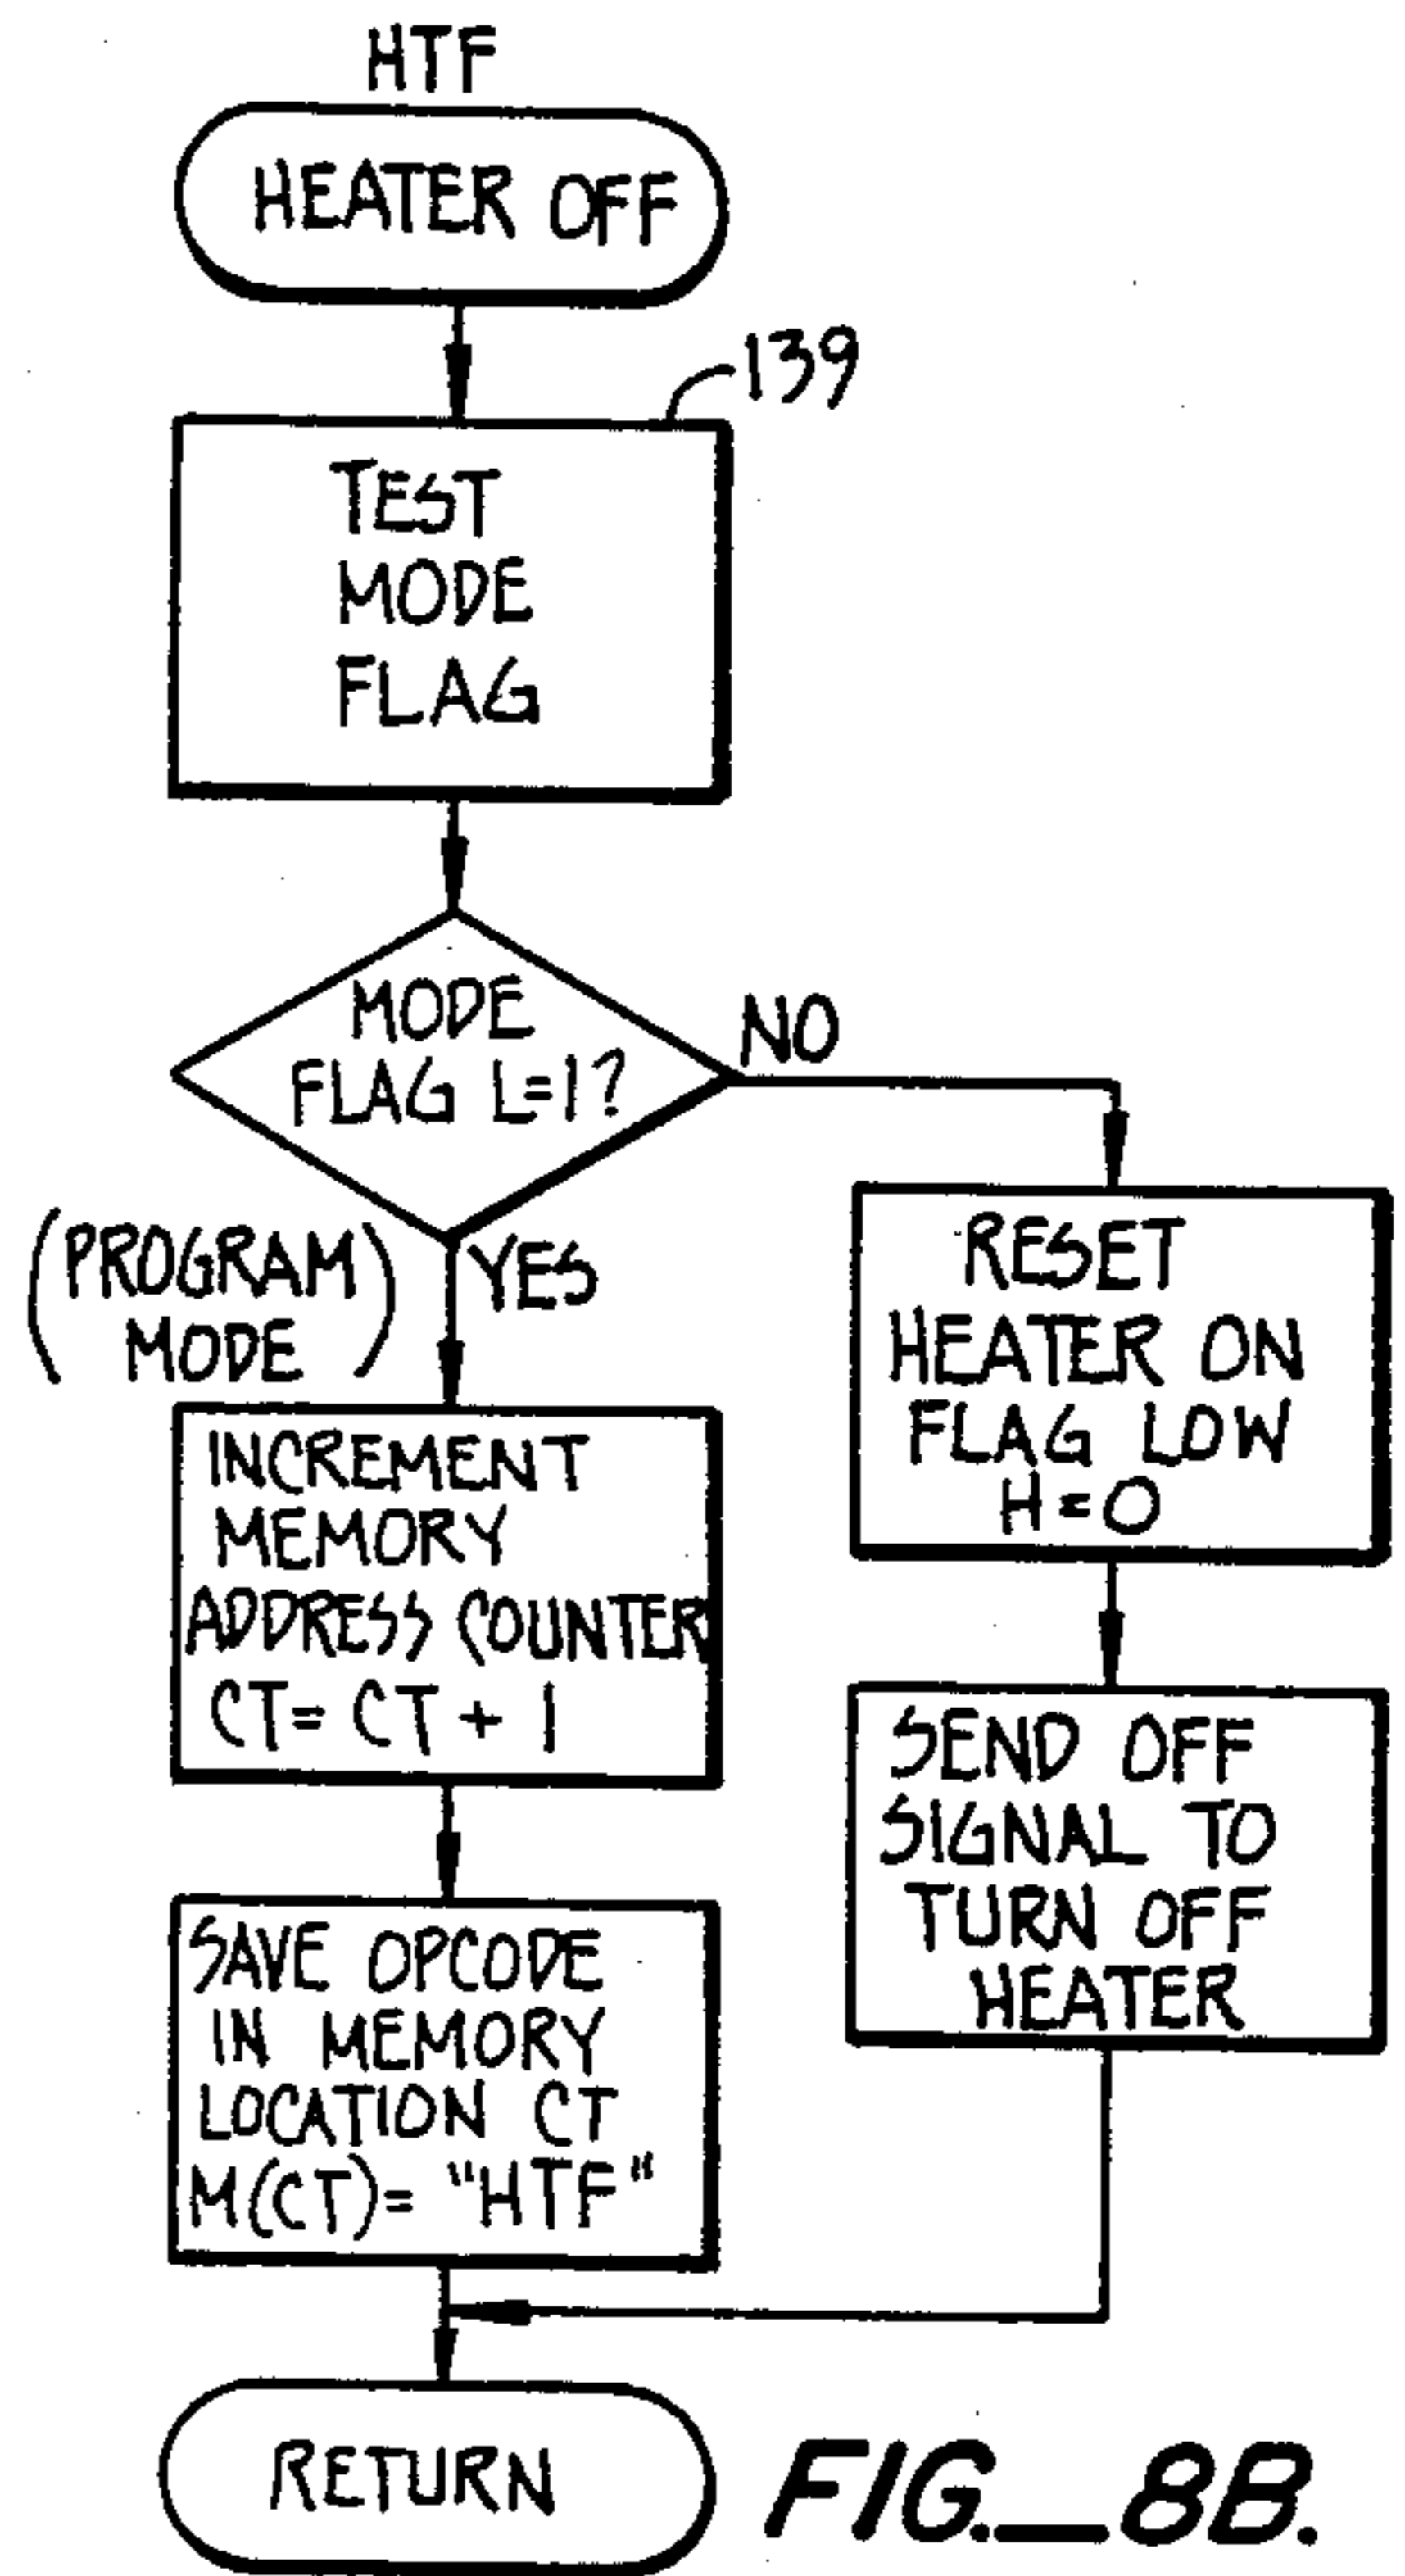 HTF
HEATER OFF
139
TEST
MODE
FLAG
MODE
FLAG L=1?
NO
YES
(PROGRAM
MODE)
INCREMENT
MEMORY
ADDRESS COUNTER
CT= CT + 1
SAVE OPCODE
IN MEMORY
LOCATION CT
M(CT)= "HTF"
RESET
HEATER ON
FLAG LOW
H=0
SEND OFF
SIGNAL TO
TURN OFF
HEATER
RETURN
FIG._8B.